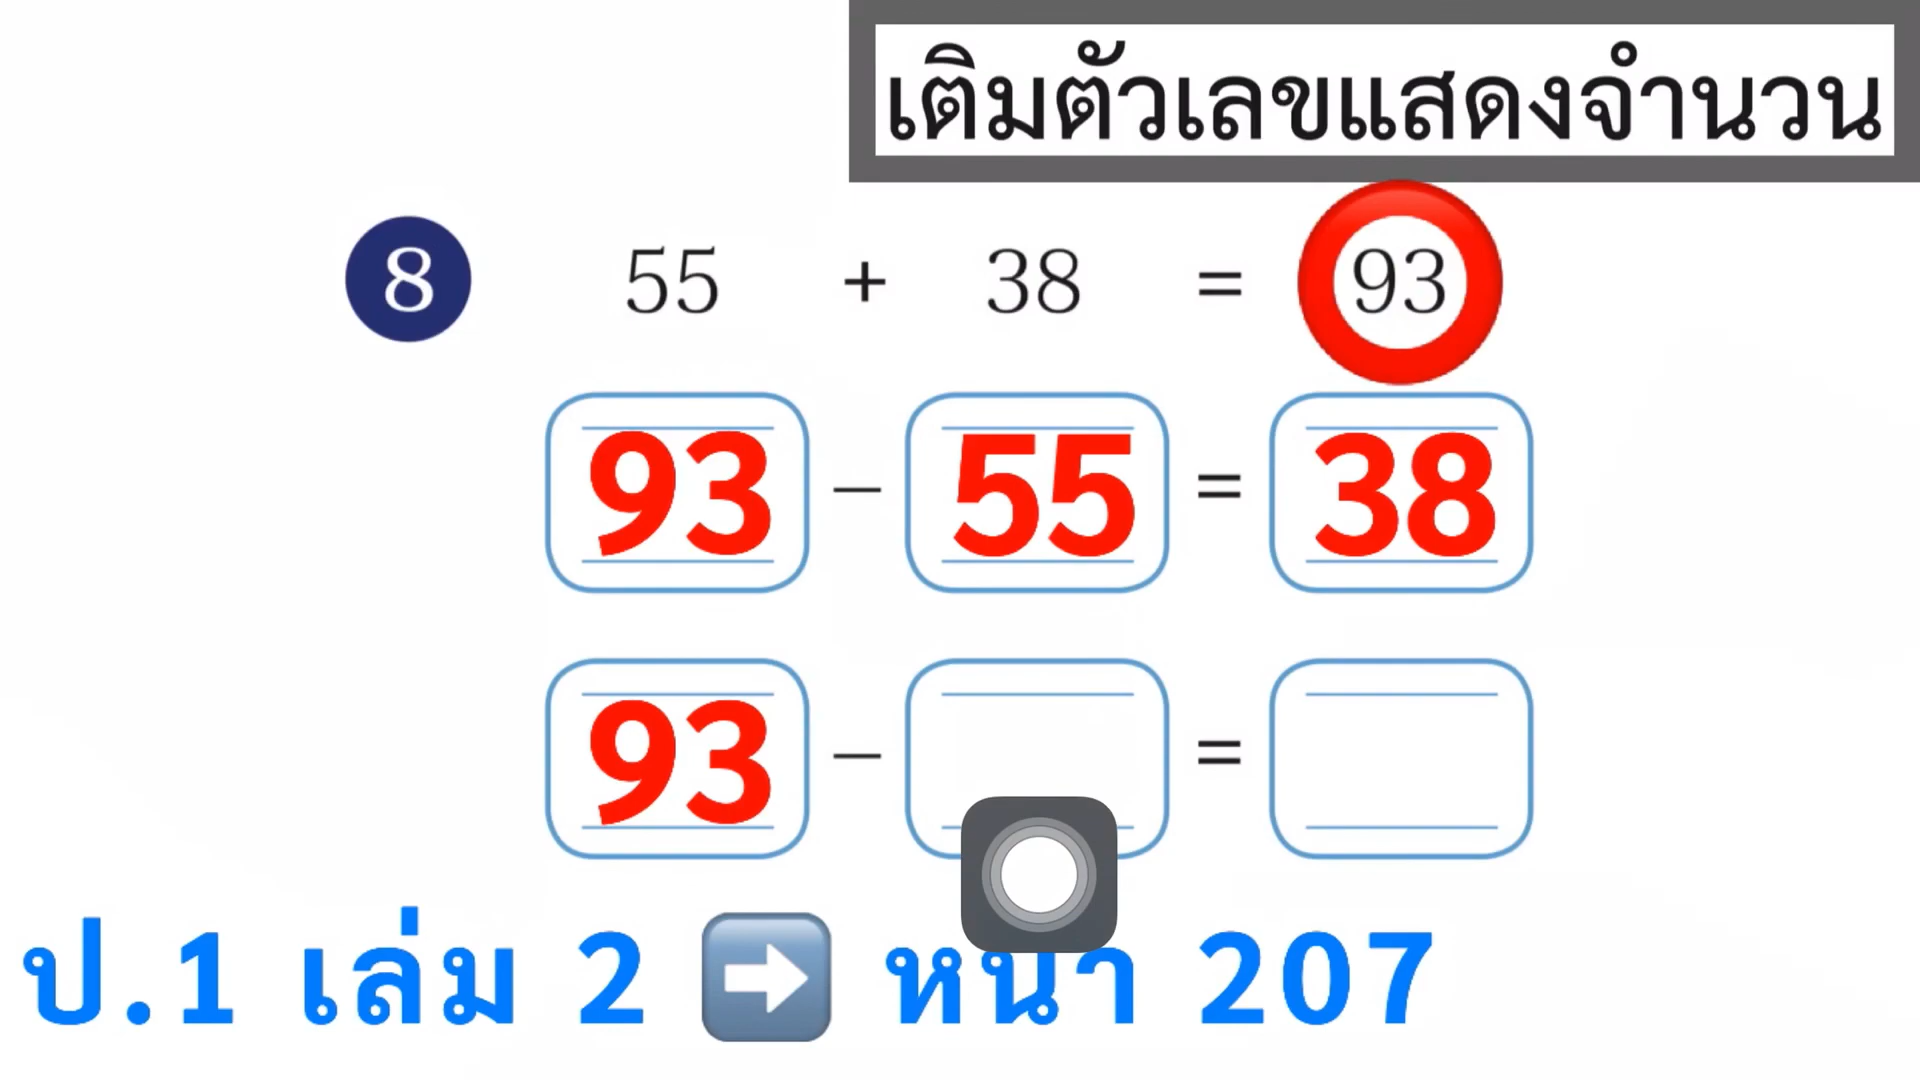 เติมตัวเลขแสดงจำนวน
8 55 + 38 = 93
93 − 55 = 38
93 − =
ป.1 เล่ม 2 ➡ หน้า 207